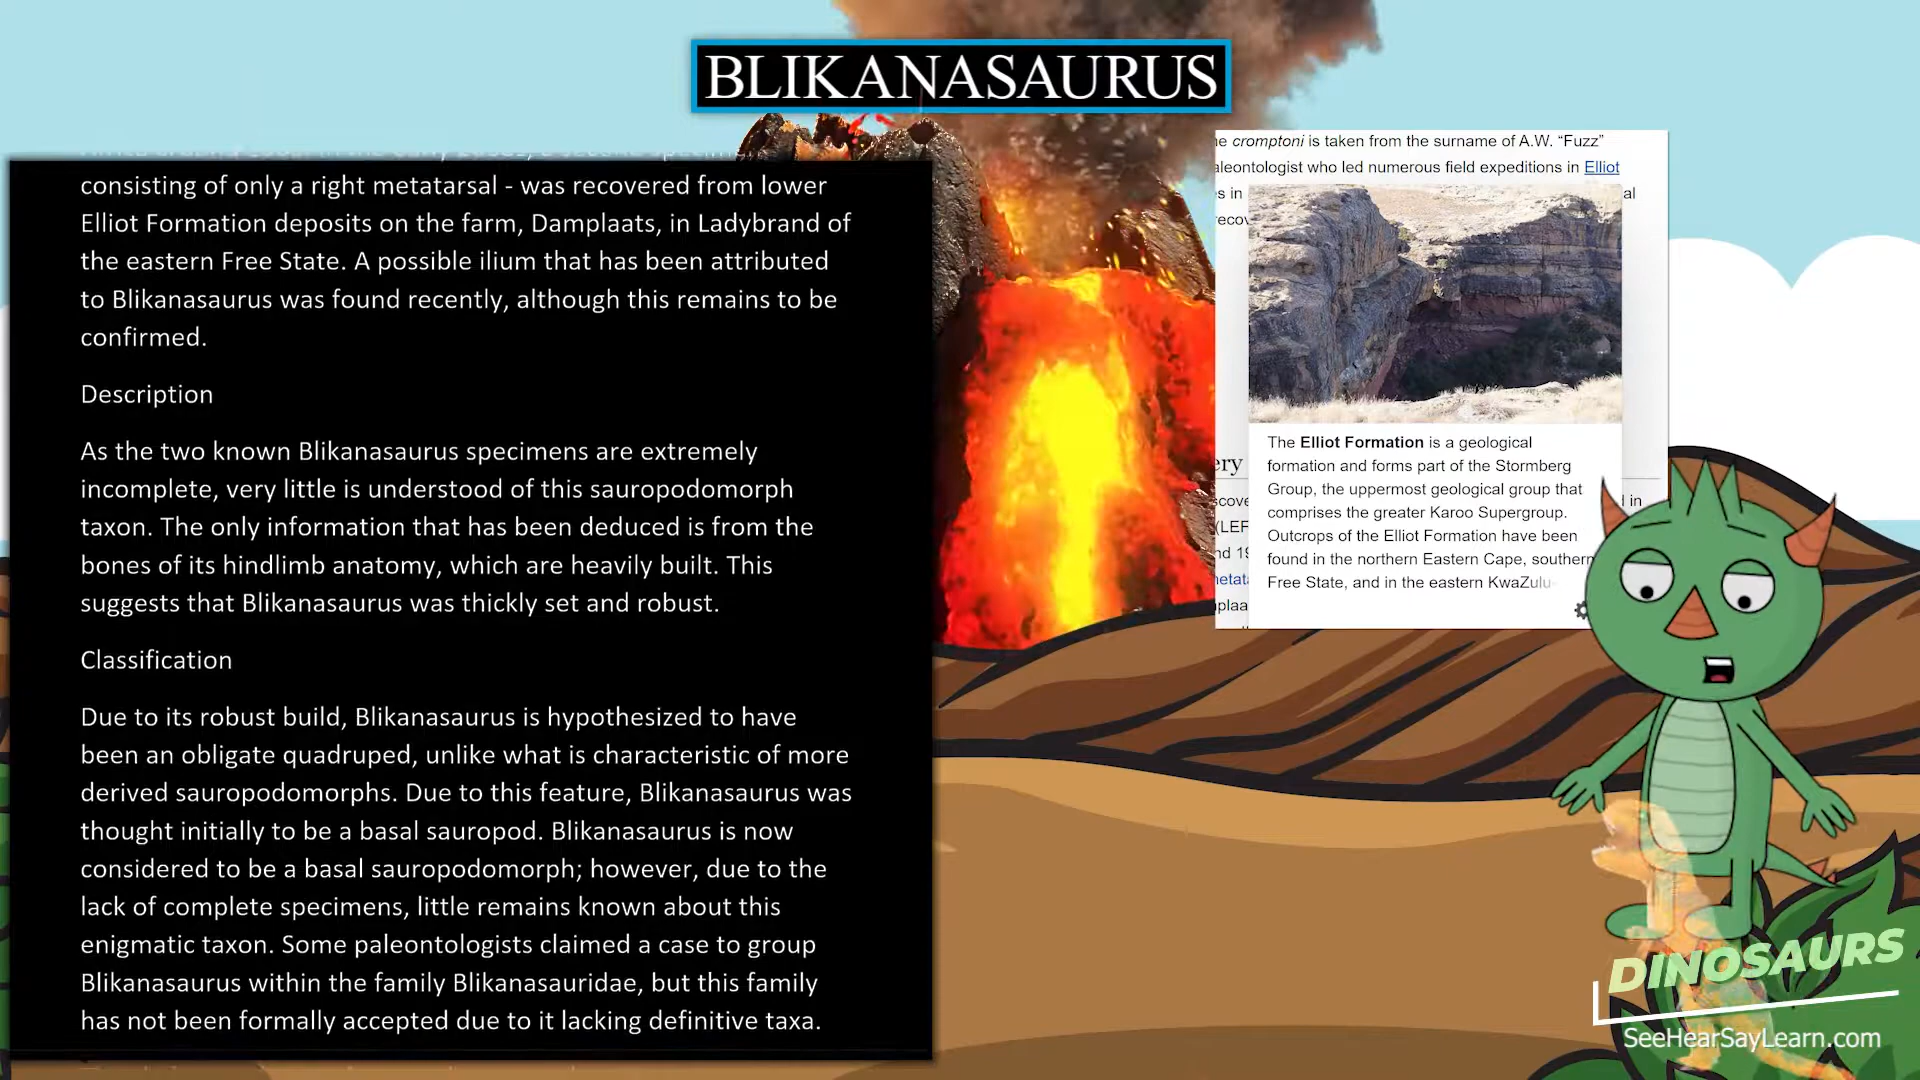 BLIKANASAURUS
consisting of only a right metatarsal - was recovered from lower
Elliot Formation deposits on the farm, Damplaats, in Ladybrand of
the eastern Free State. A possible ilium that has been attributed
to Blikanasaurus was found recently, although this remains to be
confirmed.
Description
As the two known Blikanasaurus specimens are extremely
incomplete, very little is understood of this sauropodomorph
taxon. The only information that has been deduced is from the
bones of its hindlimb anatomy, which are heavily built. This
suggests that Blikanasaurus was thickly set and robust.
Classification
Due to its robust build, Blikanasaurus is hypothesized to have
been an obligate quadruped, unlike what is characteristic of more
derived sauropodomorphs. Due to this feature, Blikanasaurus was
thought initially to be a basal sauropod. Blikanasaurus is now
considered to be a basal sauropodomorph; however, due to the
lack of complete specimens, little remains known about this
enigmatic taxon. Some paleontologists claimed a case to group
Blikanasaurus within the family Blikanasauridae, but this family
has not been formally accepted due to it lacking definitive taxa.
cromptoni is taken from the surname of A.W. “Fuzz”
who led numerous field expeditions in Elliot
s in
al
The Elliot Formation is a geological
formation and forms part of the Stormberg
Group, the uppermost geological group that
comprises the greater Karoo Supergroup.
Outcrops of the Elliot Formation have been
found in the northern Eastern Cape, southern
Free State, and in the eastern KwaZulu-
ery
in
(LEF
DINOSAURS
SeeHearSayLearn.com